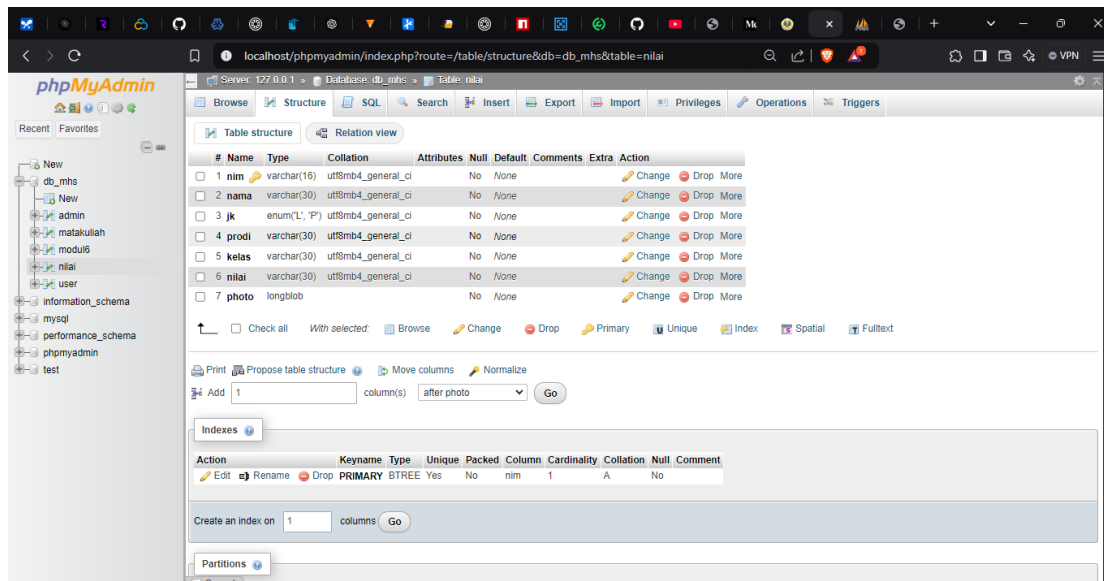 localhost/phpmyadmin/index.php?route=/table/structure&db=db_mhs&table=nilai
VPN
phpMyAdmin
Recent Favorites
New
db_mhs
New
admin
matakuliah
modul6
nilai
user
information_schema
mysql
performance_schema
phpmyadmin
test
Server: 127.0.0.1 » Database: db_mhs » Table: nilai
Browse Structure SQL Search Insert Export Import Privileges Operations Triggers
Table structure Relation view
# Name Type Collation Attributes Null Default Comments Extra Action
1 nim varchar(16) utf8mb4_general_ci No None Change Drop More
2 nama varchar(30) utf8mb4_general_ci No None Change Drop More
3 jk enum('L', 'P') utf8mb4_general_ci No None Change Drop More
4 prodi varchar(30) utf8mb4_general_ci No None Change Drop More
5 kelas varchar(30) utf8mb4_general_ci No None Change Drop More
6 nilai varchar(30) utf8mb4_general_ci No None Change Drop More
7 photo longblob No None Change Drop More
Check all With selected: Browse Change Drop Primary Unique Index Spatial Fulltext
Print Propose table structure Move columns Normalize
Add 1 column(s) after photo Go
Indexes
Action Keyname Type Unique Packed Column Cardinality Collation Null Comment
Edit Rename Drop PRIMARY BTREE Yes No nim 1 A No
Create an index on 1 columns Go
Partitions